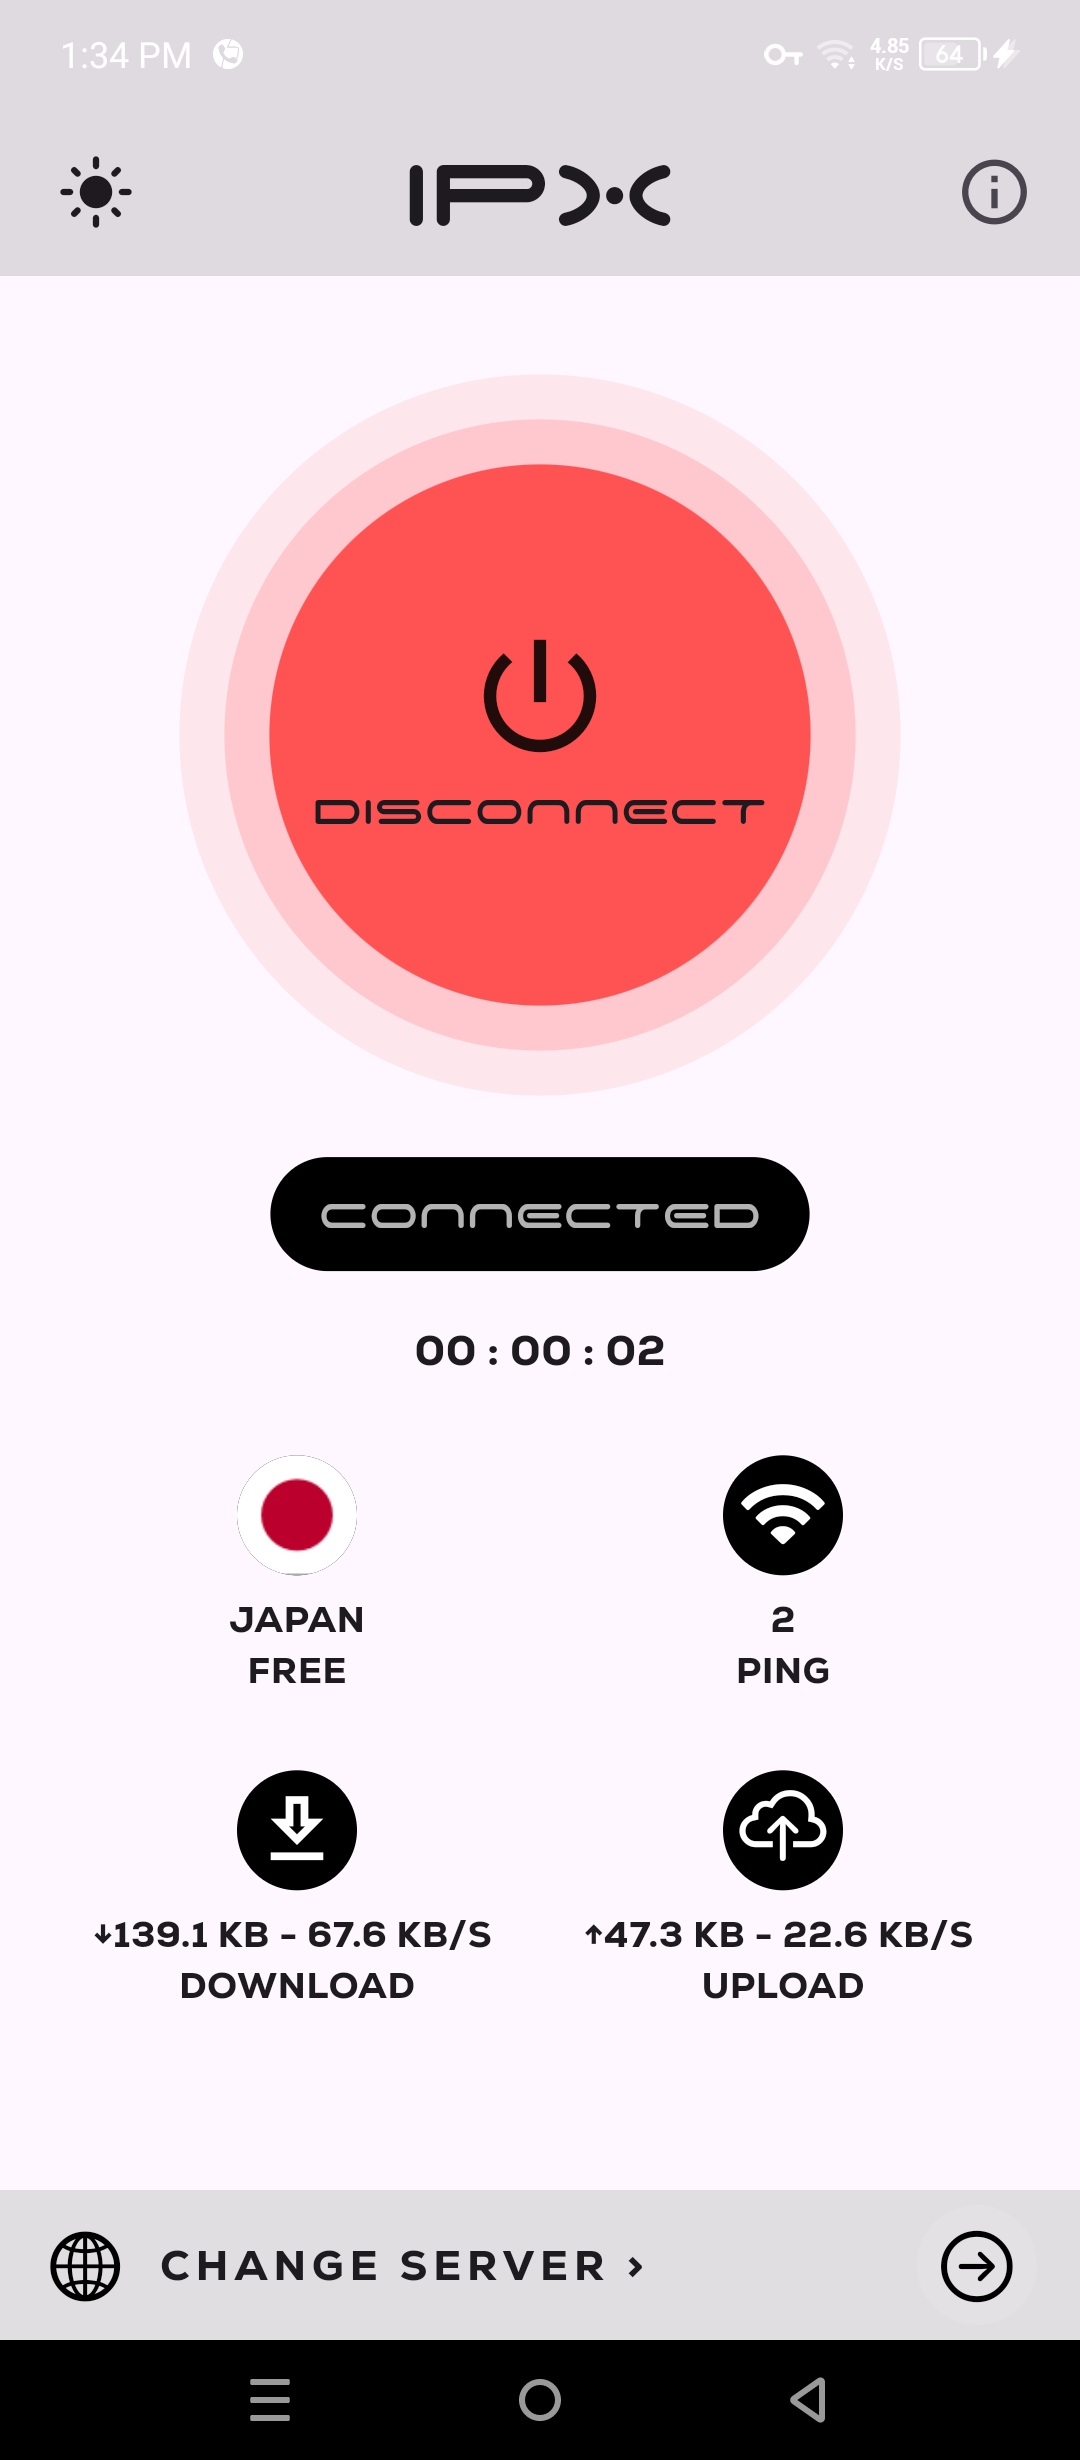 1:34 PM
4.85
K/S
64
IPX
DISCONNECT
CONNECTED
00 : 00 : 02
JAPAN
FREE
2
PING
↓139.1 KB - 67.6 KB/S
DOWNLOAD
↑47.3 KB - 22.6 KB/S
UPLOAD
CHANGE SERVER ›